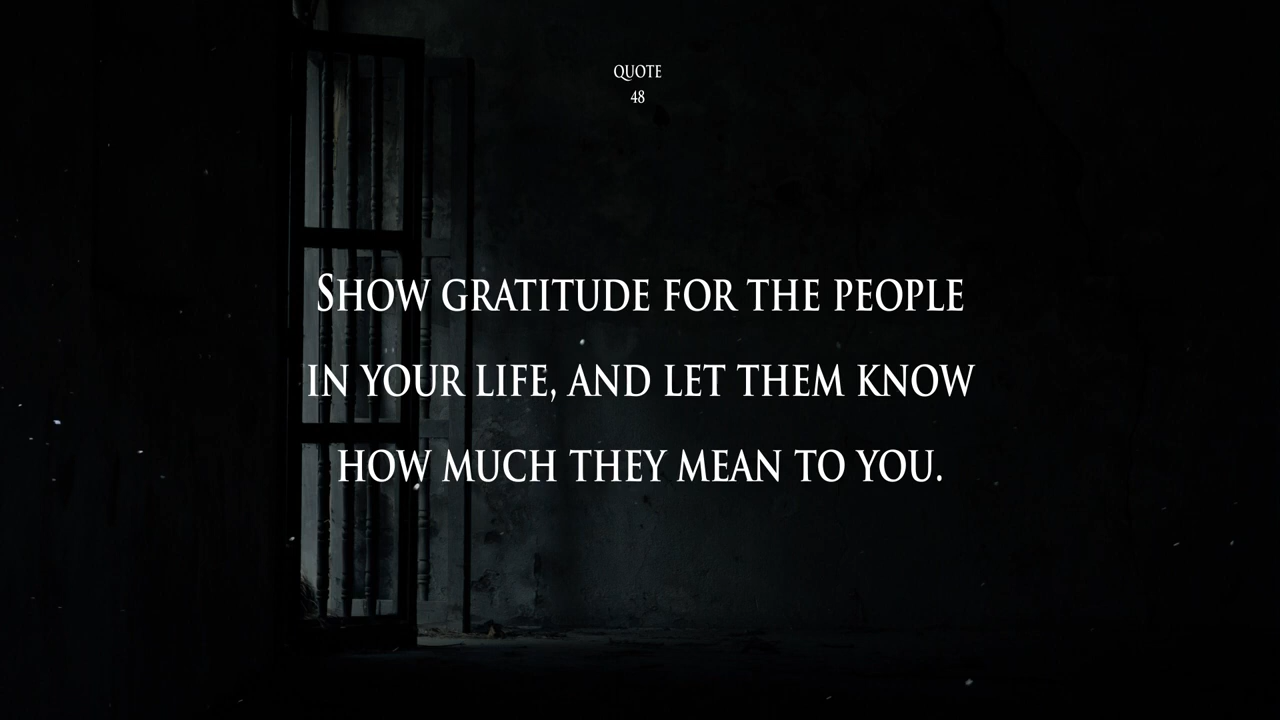 QUOTE
48
Show gratitude for the people
in your life, and let them know
how much they mean to you.